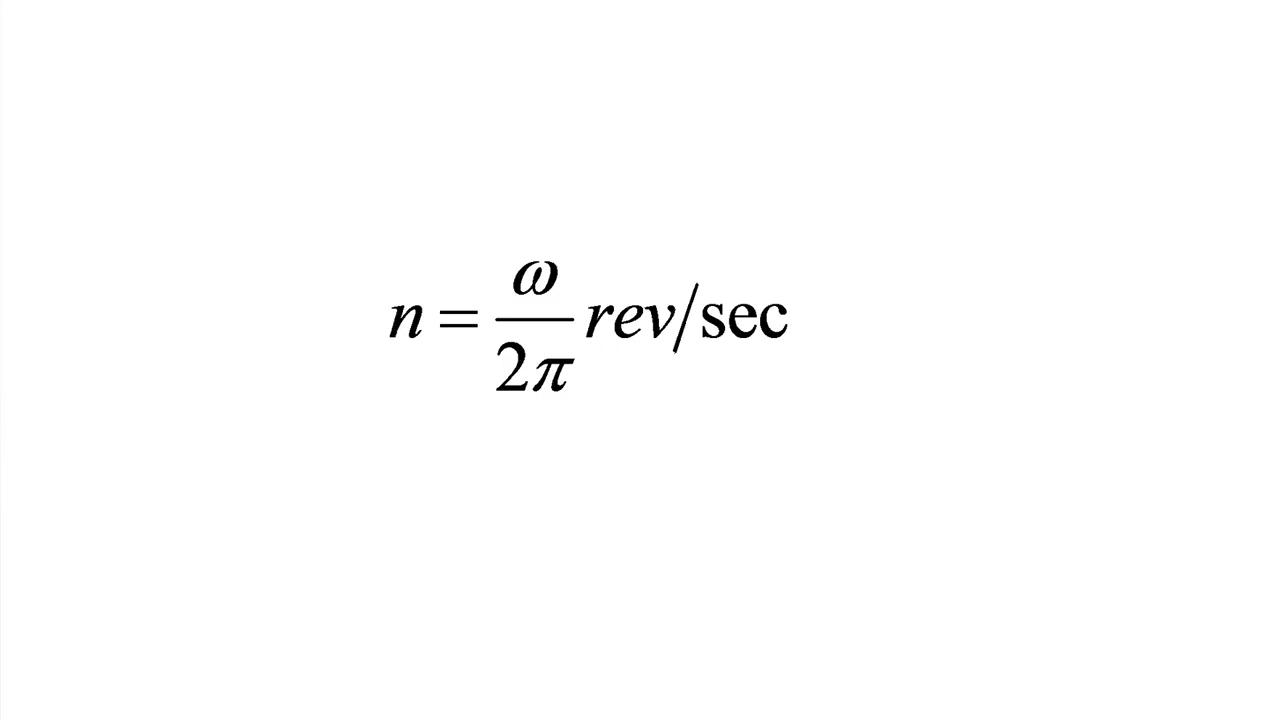 n = ω/2π rev/sec